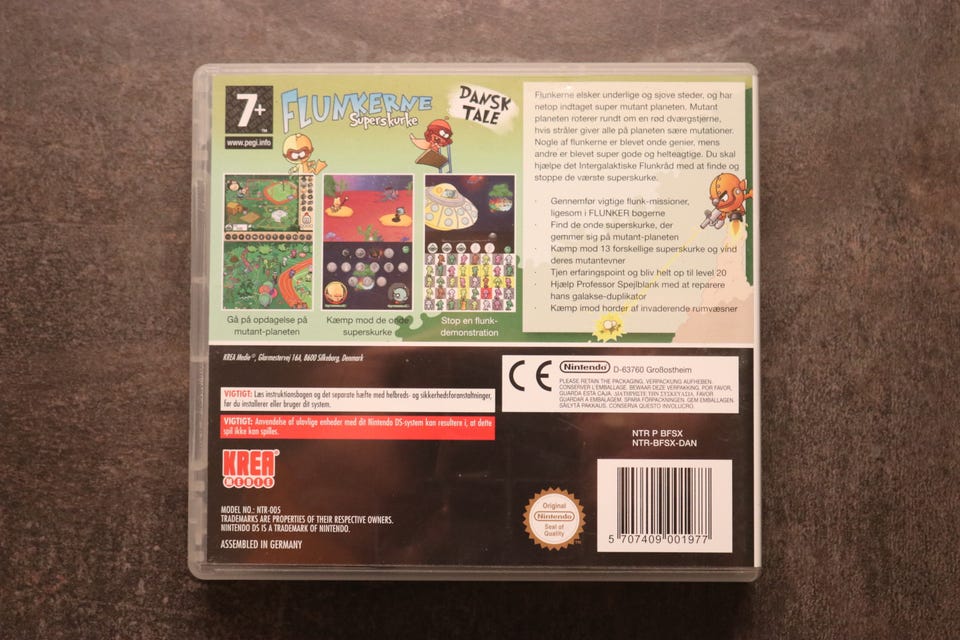 7+
TM
www.pegi.info
FLUNKERNE
Superskurke
DANSK
TALE
Flunkerne elsker underlige og sjove steder, og har
netop indtaget super mutant planeten. Mutant
planeten roterer rundt om en rød dværgstjerne,
hvis stråler giver alle på planeten sære mutationer.
Nogle af flunkerne er blevet onde genier, mens
andre er blevet super gode og helteagtige. Du skal
hjælpe det Intergalaktiske Flunkråd med at finde og
stoppe de værste superskurke.
· Gennemfør vigtige flunk-missioner,
ligesom i FLUNKER bøgerne
· Find de onde superskurke, der
gemmer sig på mutant-planeten
· Kæmp mod 13 forskellige superskurke og vind
deres mutantevner
· Tjen erfaringspoint og bliv helt op til level 20
· Hjælp Professor Spejlblank med at reparere
hans galakse-duplikator
· Kæmp imod horder af invaderende rumvæsner
Gå på opdagelse på
mutant-planeten
Kæmp mod de onde
superskurke
Stop en flunk-
demonstration
KREA Medie®, Glarmestervej 16A, 8600 Silkeborg, Denmark
VIGTIGT: Læs instruktionsbogen og det separate hæfte med helbreds- og sikkerhedsforanstaltninger,
før du installerer eller bruger dit system.
VIGTIGT: Anvendelse af ulovlige enheder med dit Nintendo DS-system kan resultere i, at dette
spil ikke kan spilles.
CE
Nintendo
D-63760 Großostheim
PLEASE RETAIN THE PACKAGING. VERPACKUNG AUFHEBEN.
CONSERVER L'EMBALLAGE. BEWAAR DEZE VERPAKKING. POR FAVOR,
GUARDA ESTA CAJA. ΔΙΑΤΗΡΗΣΤΕ ΤΗΝ ΣΥΣΚΕΥΑΣΙΑ. FAVOR
GUARDAR A EMBALAGEM. SPARA FÖRPACKNINGEN. GEM EMBALLAGEN.
SÄILYTÄ PAKKAUS. CONSERVA QUESTO INVOLUCRO.
NTR P BFSX
NTR-BFSX-DAN
KREA®
MEDIE
MODEL NO.: NTR-005
TRADEMARKS ARE PROPERTIES OF THEIR RESPECTIVE OWNERS.
NINTENDO DS IS A TRADEMARK OF NINTENDO.
ASSEMBLED IN GERMANY
Original
Nintendo
Seal of
Quality
TM
5 707409 001977